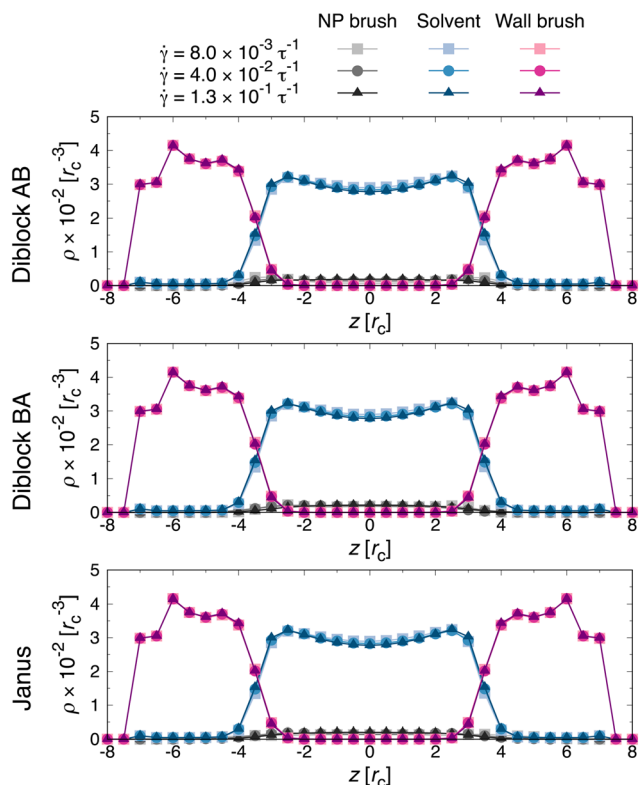 NP brush Solvent Wall brush
γ̇ = 8.0 × 10⁻³ τ⁻¹
γ̇ = 4.0 × 10⁻² τ⁻¹
γ̇ = 1.3 × 10⁻¹ τ⁻¹
Diblock AB
ρ × 10⁻² [r_c⁻³]
5
4
3
2
1
0
-8 -6 -4 -2 0 2 4 6 8
z [r_c]
Diblock BA
ρ × 10⁻² [r_c⁻³]
5
4
3
2
1
0
-8 -6 -4 -2 0 2 4 6 8
z [r_c]
Janus
ρ × 10⁻² [r_c⁻³]
5
4
3
2
1
0
-8 -6 -4 -2 0 2 4 6 8
z [r_c]